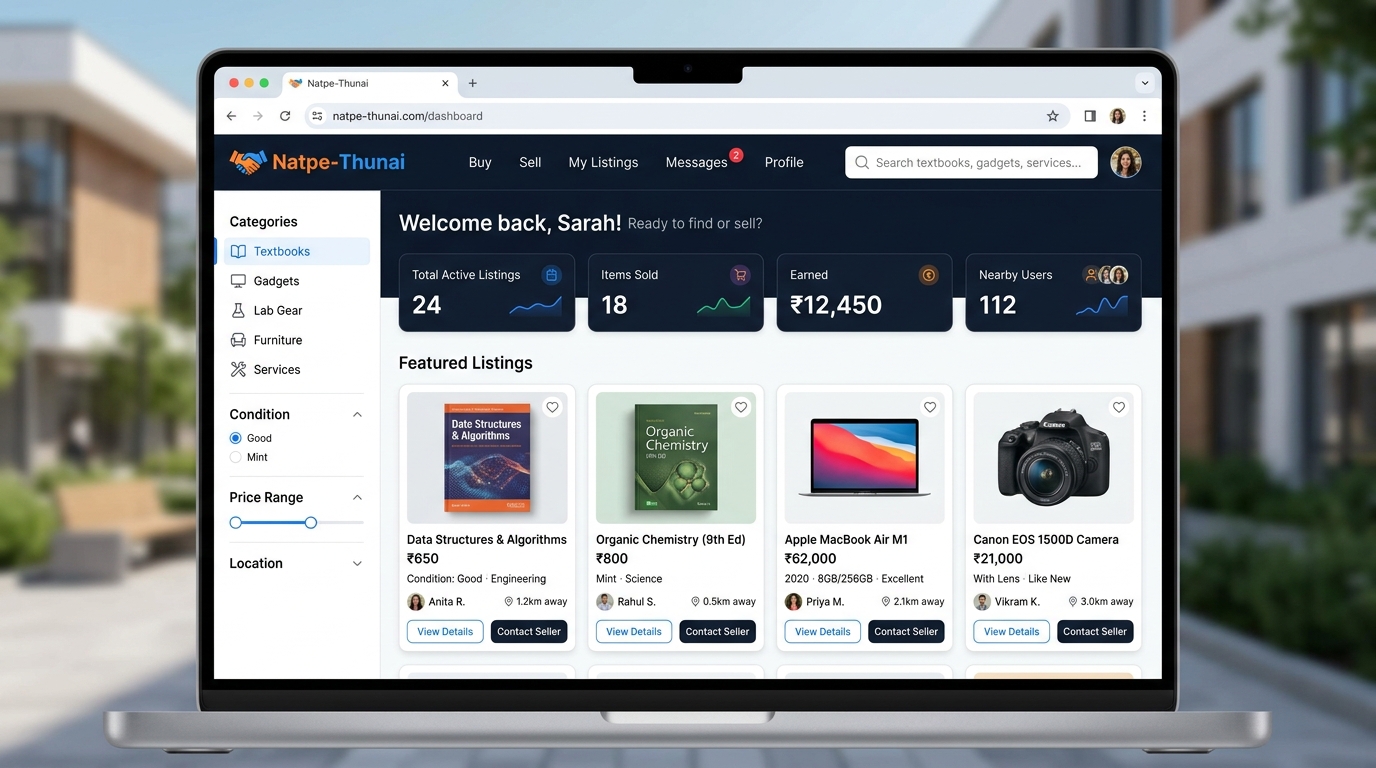 Natpe-Thunai
natpe-thunai.com/dashboard
Natpe-Thunai
Buy
Sell
My Listings
Messages
2
Profile
Search textbooks, gadgets, services...
Categories
Textbooks
Gadgets
Lab Gear
Furniture
Services
Condition
Good
Mint
Price Range
Location
Welcome back, Sarah! Ready to find or sell?
Total Active Listings
24
Items Sold
18
Earned
₹12,450
Nearby Users
112
Featured Listings
Data Structures
& Algorithms
Data Structures & Algorithms
₹650
Condition: Good · Engineering
Anita R.
1.2km away
View Details
Contact Seller
Organic
Chemistry
Organic Chemistry (9th Ed)
₹800
Mint · Science
Rahul S.
0.5km away
View Details
Contact Seller
Apple MacBook Air M1
₹62,000
2020 · 8GB/256GB · Excellent
Priya M.
2.1km away
View Details
Contact Seller
Canon EOS 1500D Camera
₹21,000
With Lens · Like New
Vikram K.
3.0km away
View Details
Contact Seller